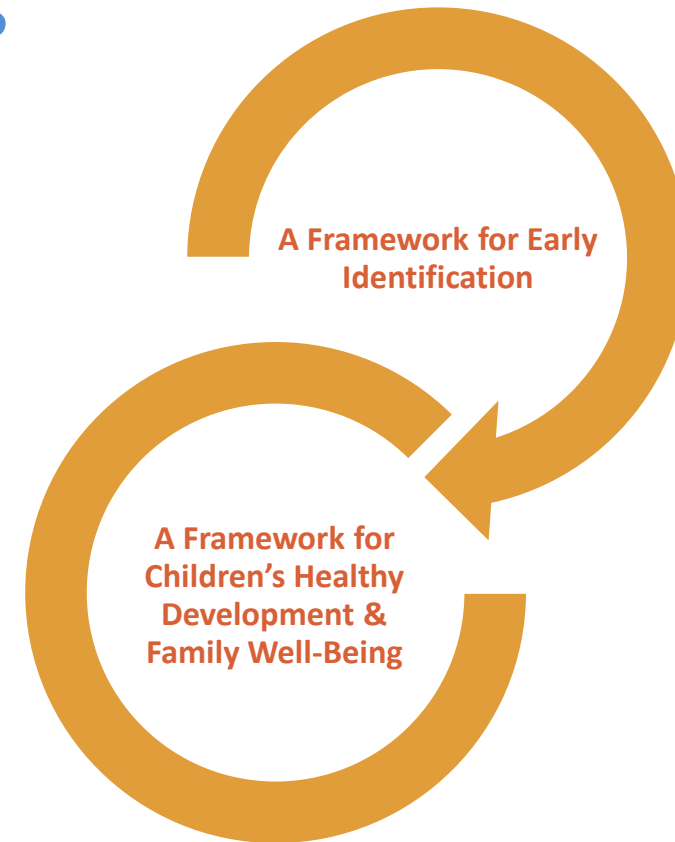 A Framework for Early
Identification
A Framework for
Children’s Healthy
Development &
Family Well-Being